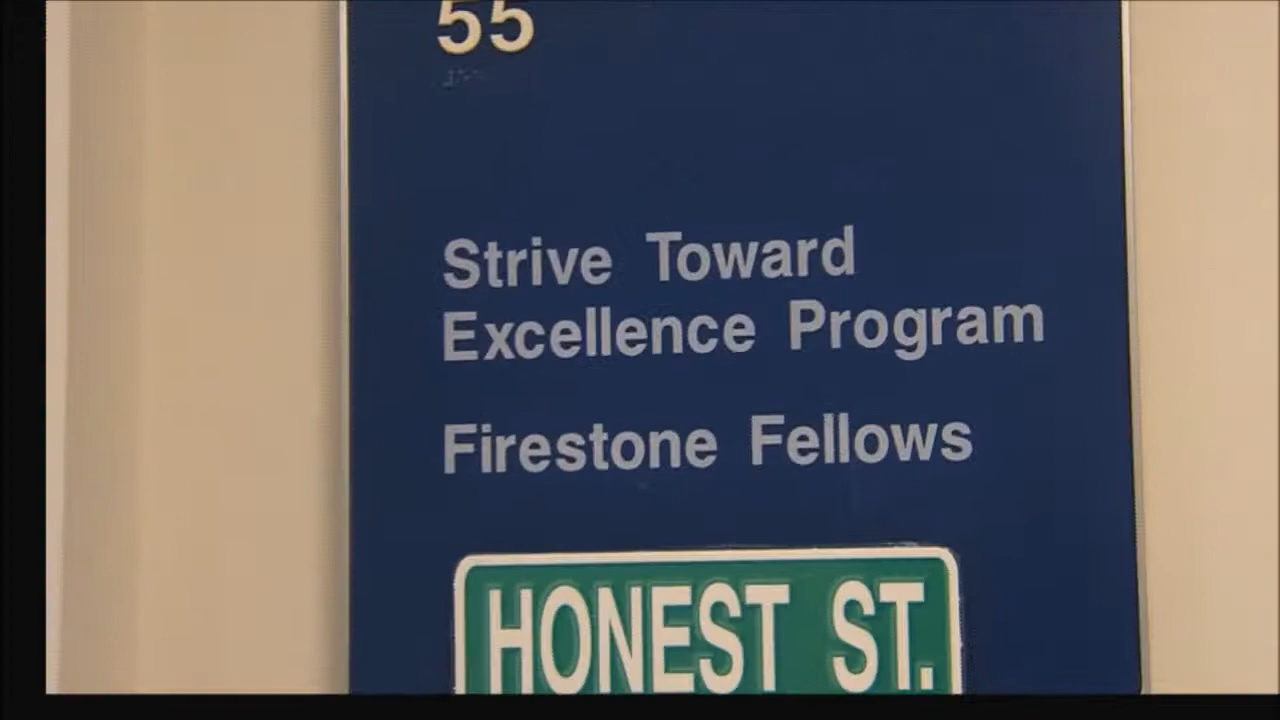 55
Strive Toward
Excellence Program
Firestone Fellows
HONEST ST.